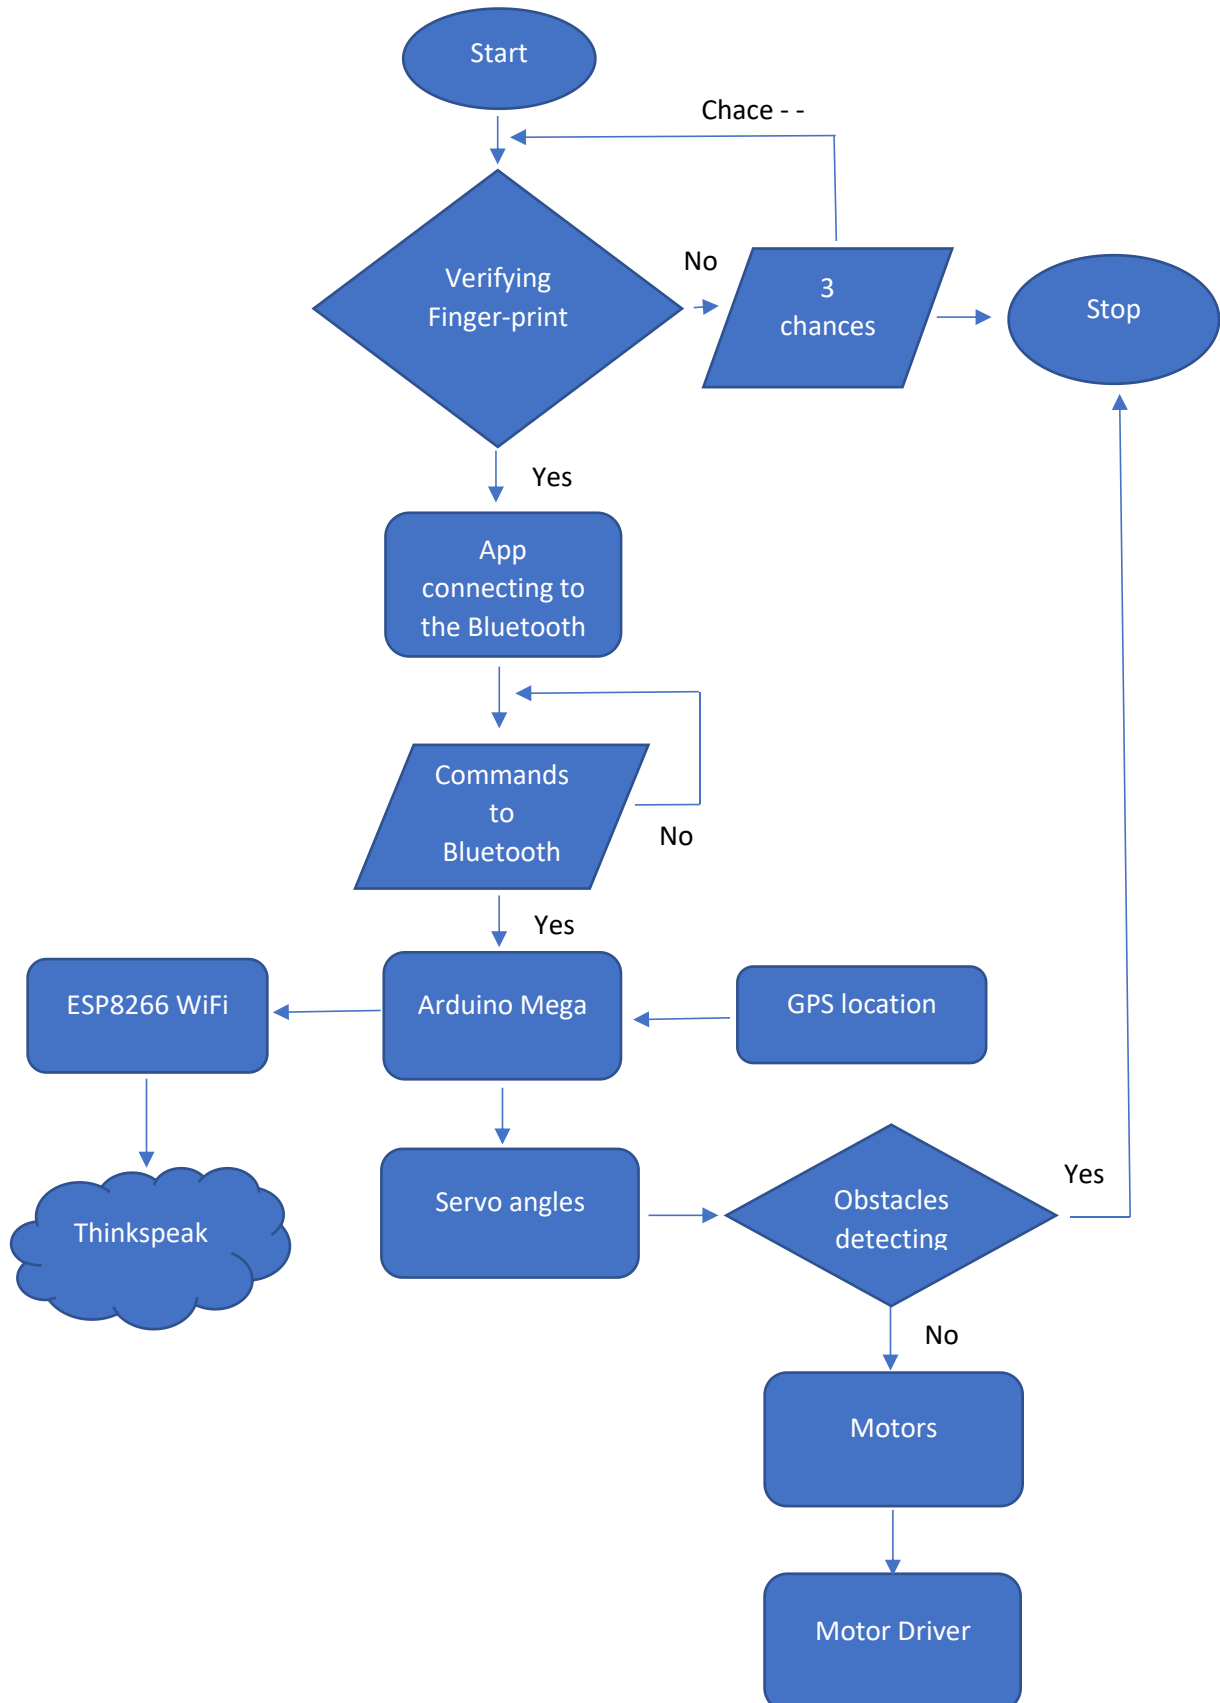 Start
Chace - -
Verifying
Finger-print
No
3
chances
Stop
Yes
App
connecting to
the Bluetooth
Commands
to
Bluetooth
No
Yes
ESP8266 WiFi
Arduino Mega
GPS location
Thinkspeak
Servo angles
Obstacles
detecting
Yes
No
Motors
Motor Driver